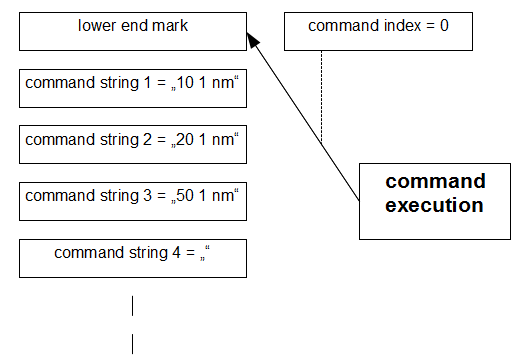 lower end mark
command index = 0
command string 1 = „10 1 nm“
command string 2 = „20 1 nm“
command string 3 = „50 1 nm“
command
execution
command string 4 = „“